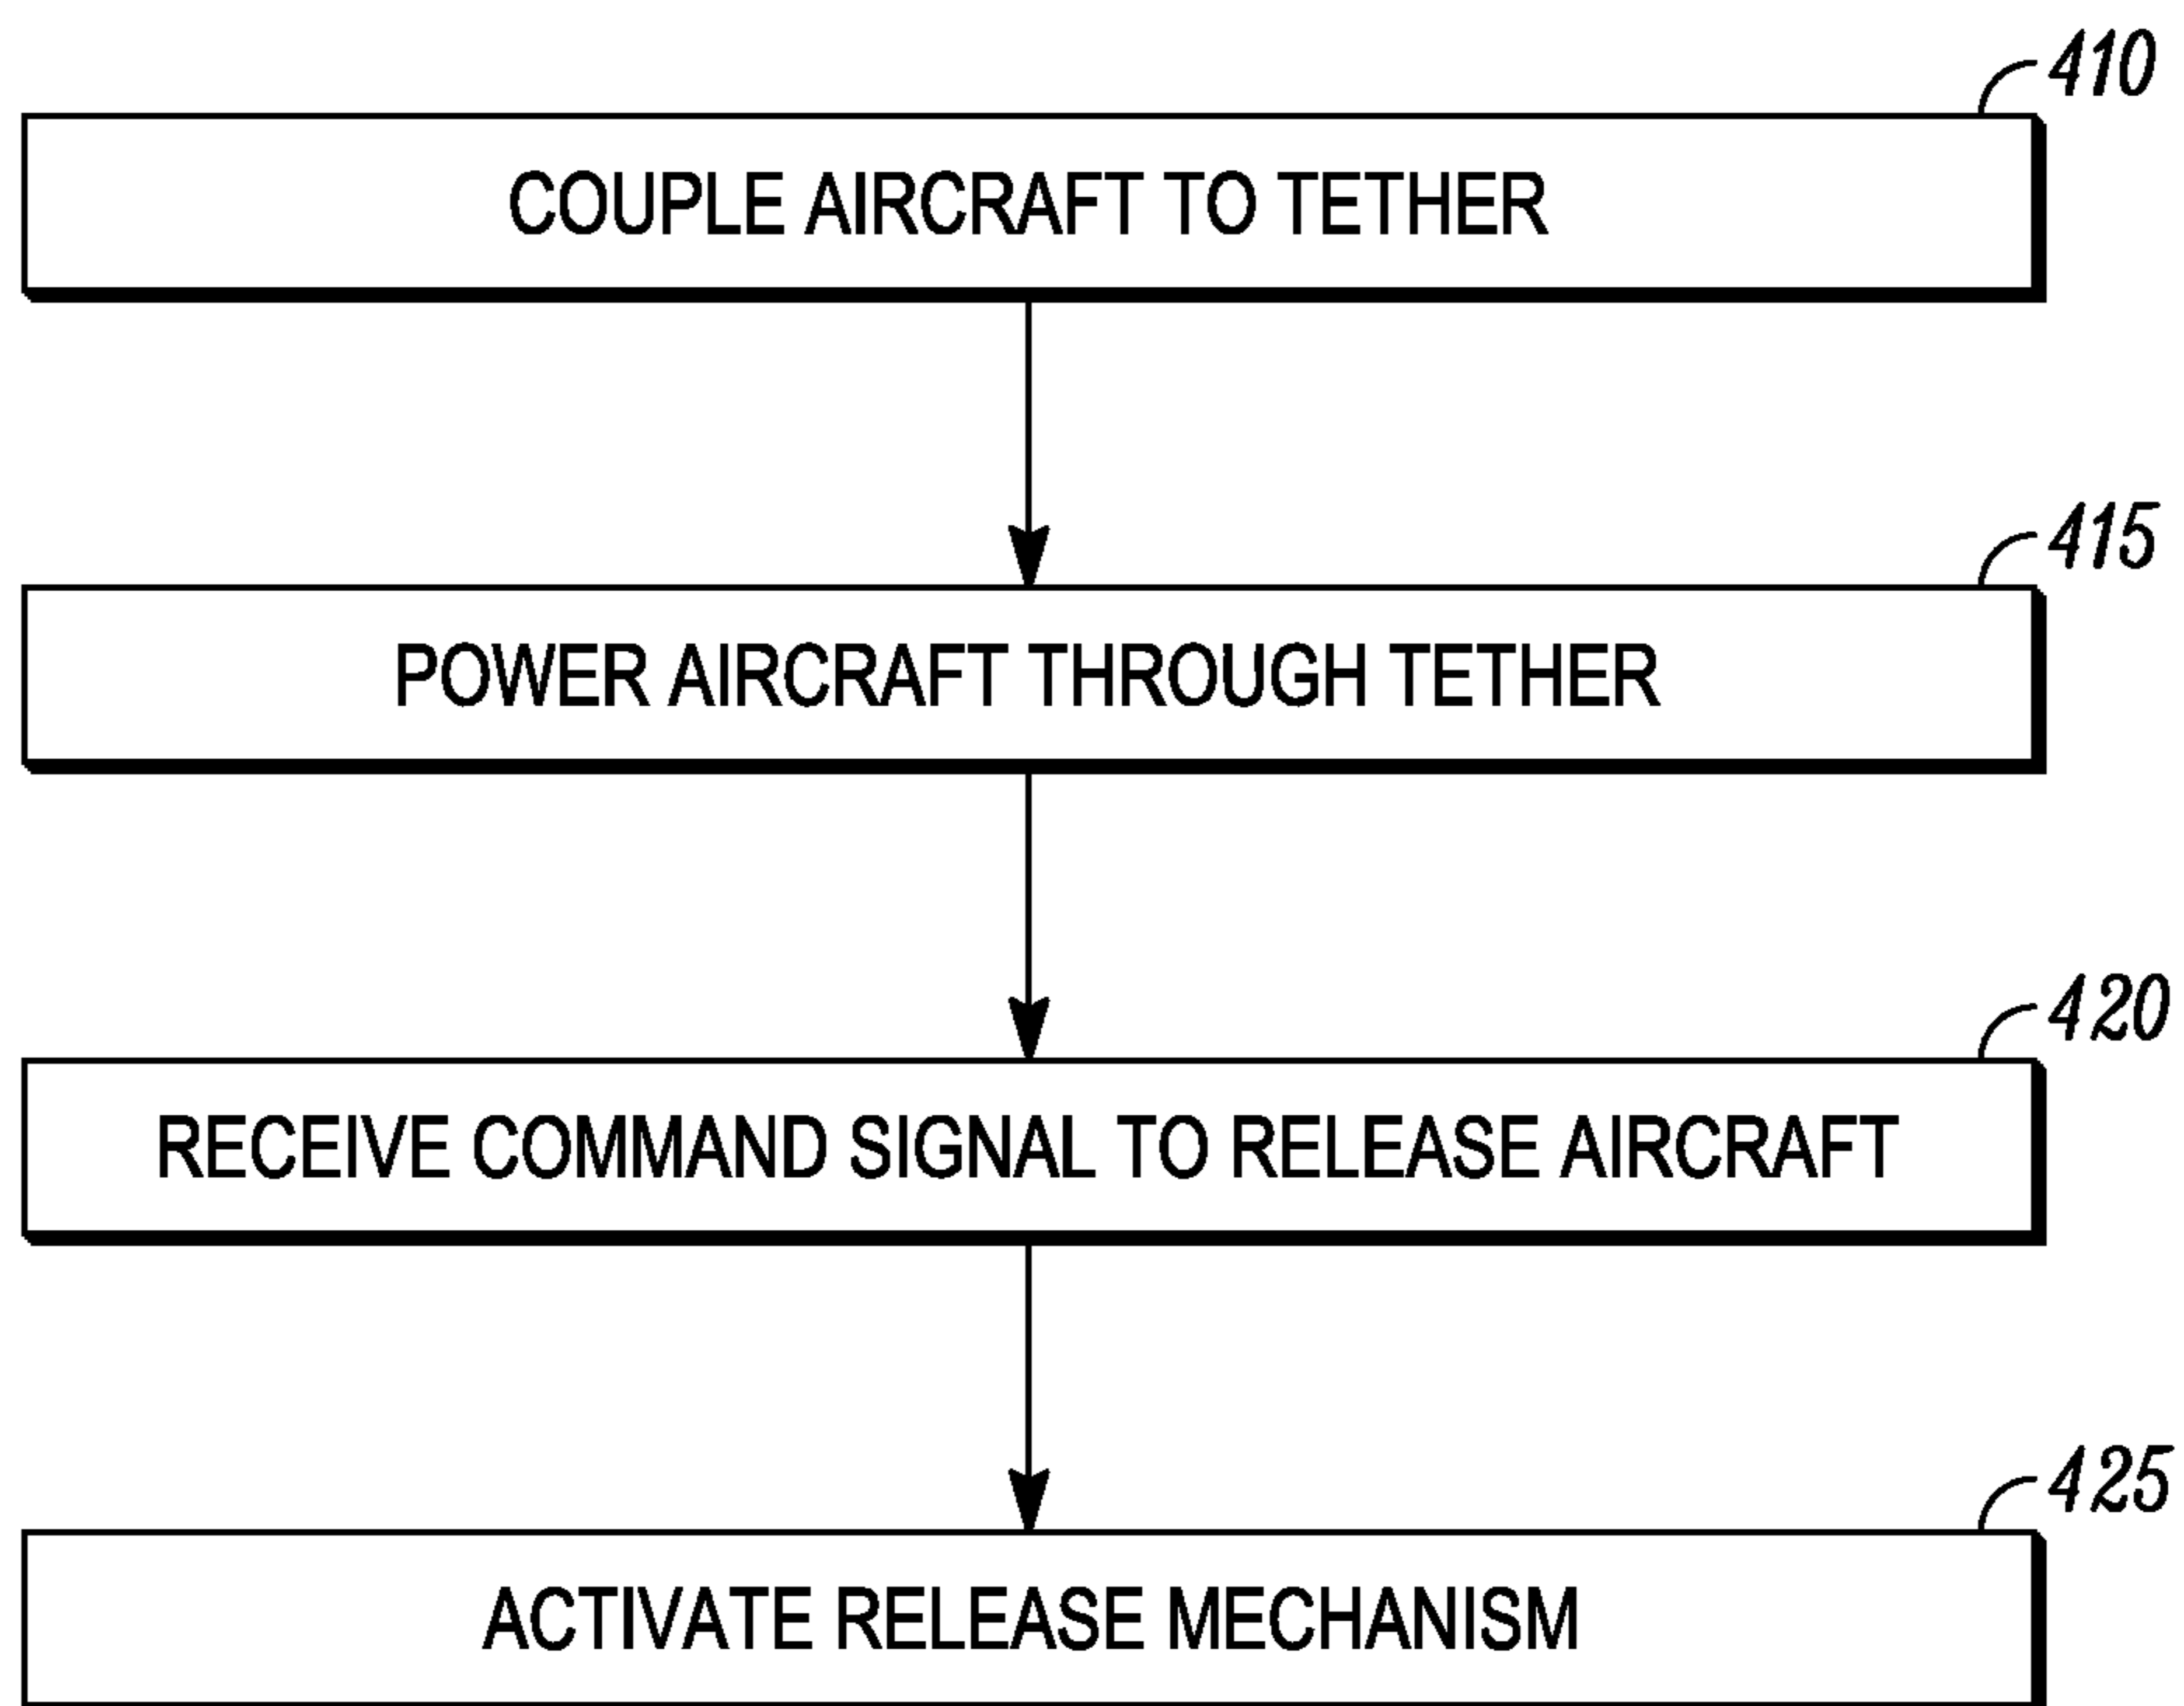 410
COUPLE AIRCRAFT TO TETHER
415
POWER AIRCRAFT THROUGH TETHER
420
RECEIVE COMMAND SIGNAL TO RELEASE AIRCRAFT
425
ACTIVATE RELEASE MECHANISM